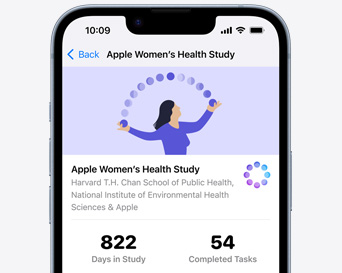 10:09
Back Apple Women's Health Study
Apple Women's Health Study
Harvard T.H. Chan School of Public Health,
National Institute of Environmental Health
Sciences & Apple
822 54
Days in Study Completed Tasks